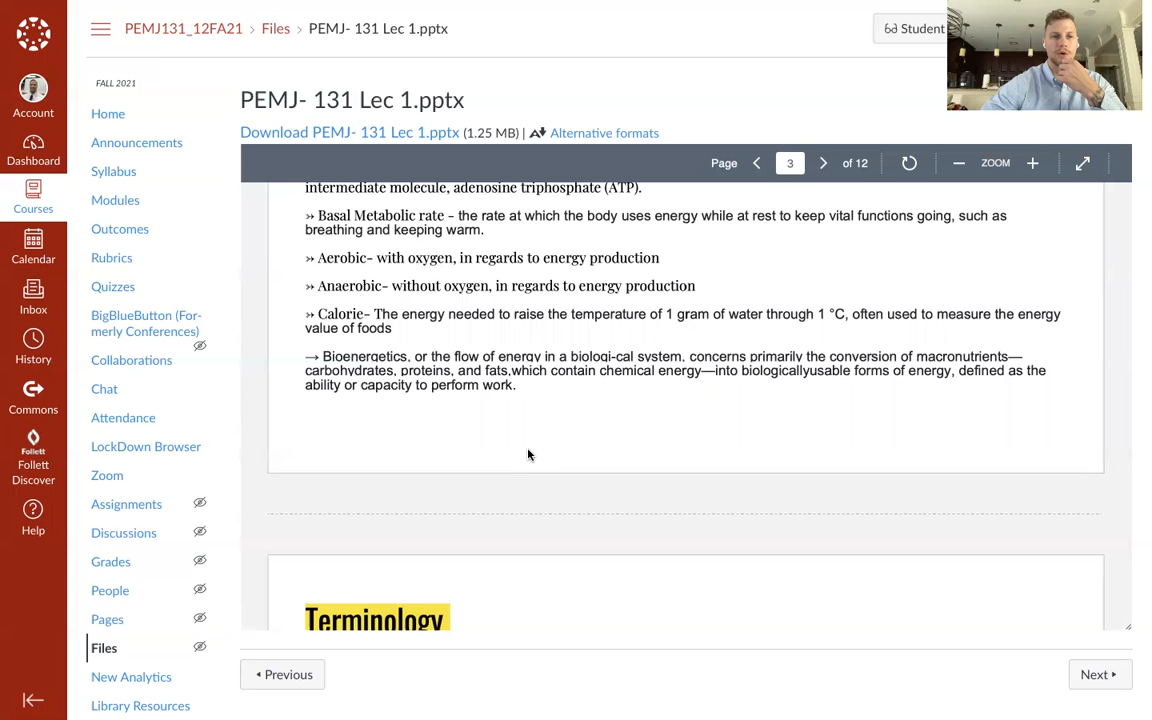 PEMJ131_12FA21 › Files › PEMJ- 131 Lec 1.pptx
Student
Account
Dashboard
Courses
Calendar
Inbox
History
Commons
Follett
Follett
Discover
Help
FALL 2021
Home
Announcements
Syllabus
Modules
Outcomes
Rubrics
Quizzes
BigBlueButton (For-
merly Conferences)
Collaborations
Chat
Attendance
LockDown Browser
Zoom
Assignments
Discussions
Grades
People
Pages
Files
New Analytics
Library Resources
PEMJ- 131 Lec 1.pptx
Download PEMJ- 131 Lec 1.pptx (1.25 MB) | Alternative formats
Page 3 of 12 ZOOM
intermediate molecule, adenosine triphosphate (ATP).
›› Basal Metabolic rate - the rate at which the body uses energy while at rest to keep vital functions going, such as
breathing and keeping warm.
›› Aerobic- with oxygen, in regards to energy production
›› Anaerobic- without oxygen, in regards to energy production
›› Calorie- The energy needed to raise the temperature of 1 gram of water through 1 °C, often used to measure the energy
value of foods
→ Bioenergetics, or the flow of energy in a biologi-cal system, concerns primarily the conversion of macronutrients—
carbohydrates, proteins, and fats,which contain chemical energy—into biologicallyusable forms of energy, defined as the
ability or capacity to perform work.
Terminology
Previous
Next